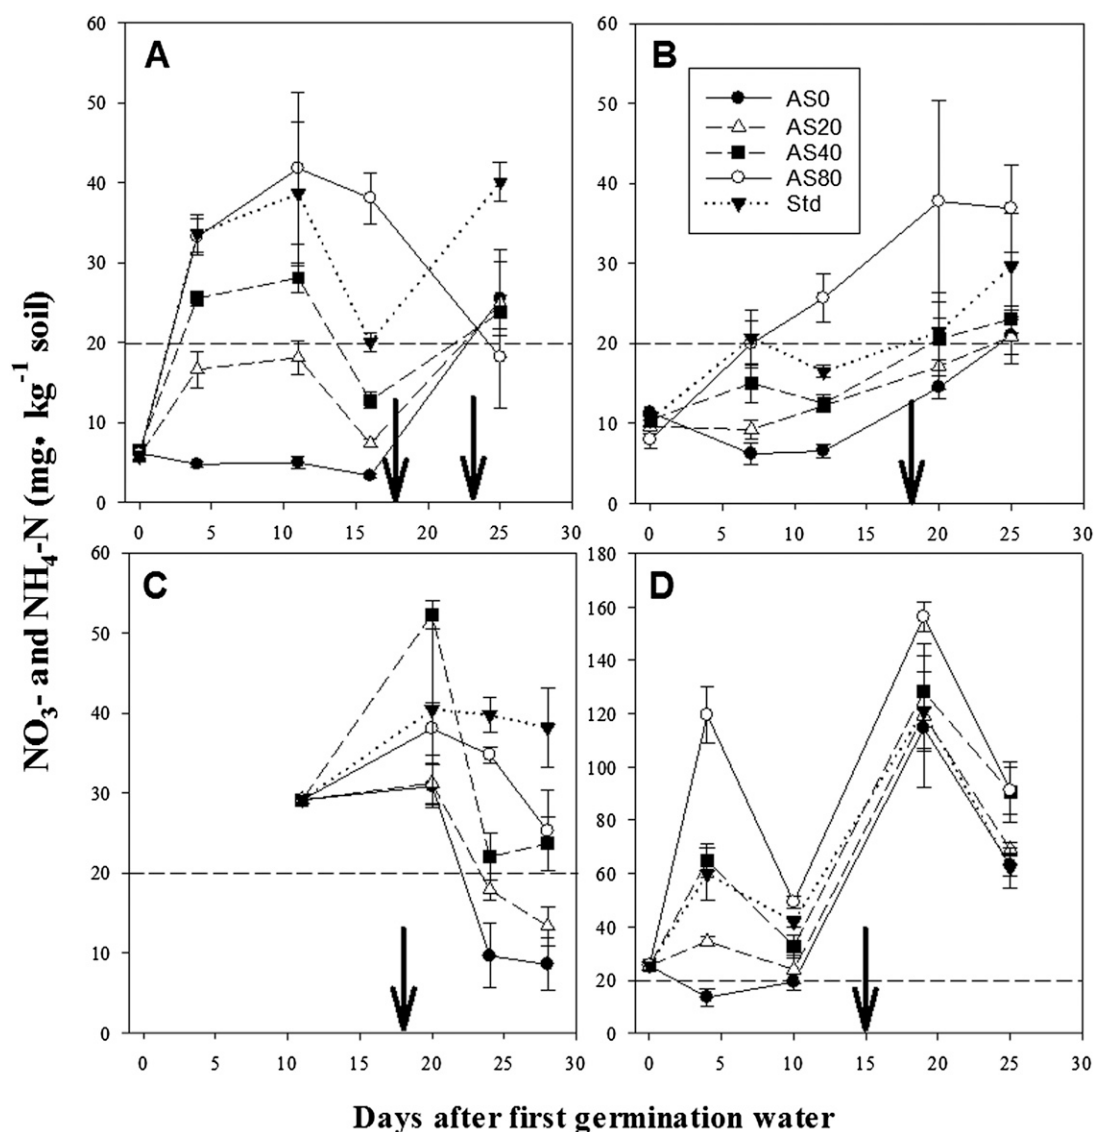 NO₃- and NH₄-N (mg. kg⁻¹ soil)
A
60
50
40
30
20
10
0
0 5 10 15 20 25 30
B
AS0
AS20
AS40
AS80
Std
60
50
40
30
20
10
0
0 5 10 15 20 25 30
C
60
50
40
30
20
10
0
0 5 10 15 20 25 30
D
180
160
140
120
100
80
60
40
20
0
0 5 10 15 20 25 30
Days after first germination water